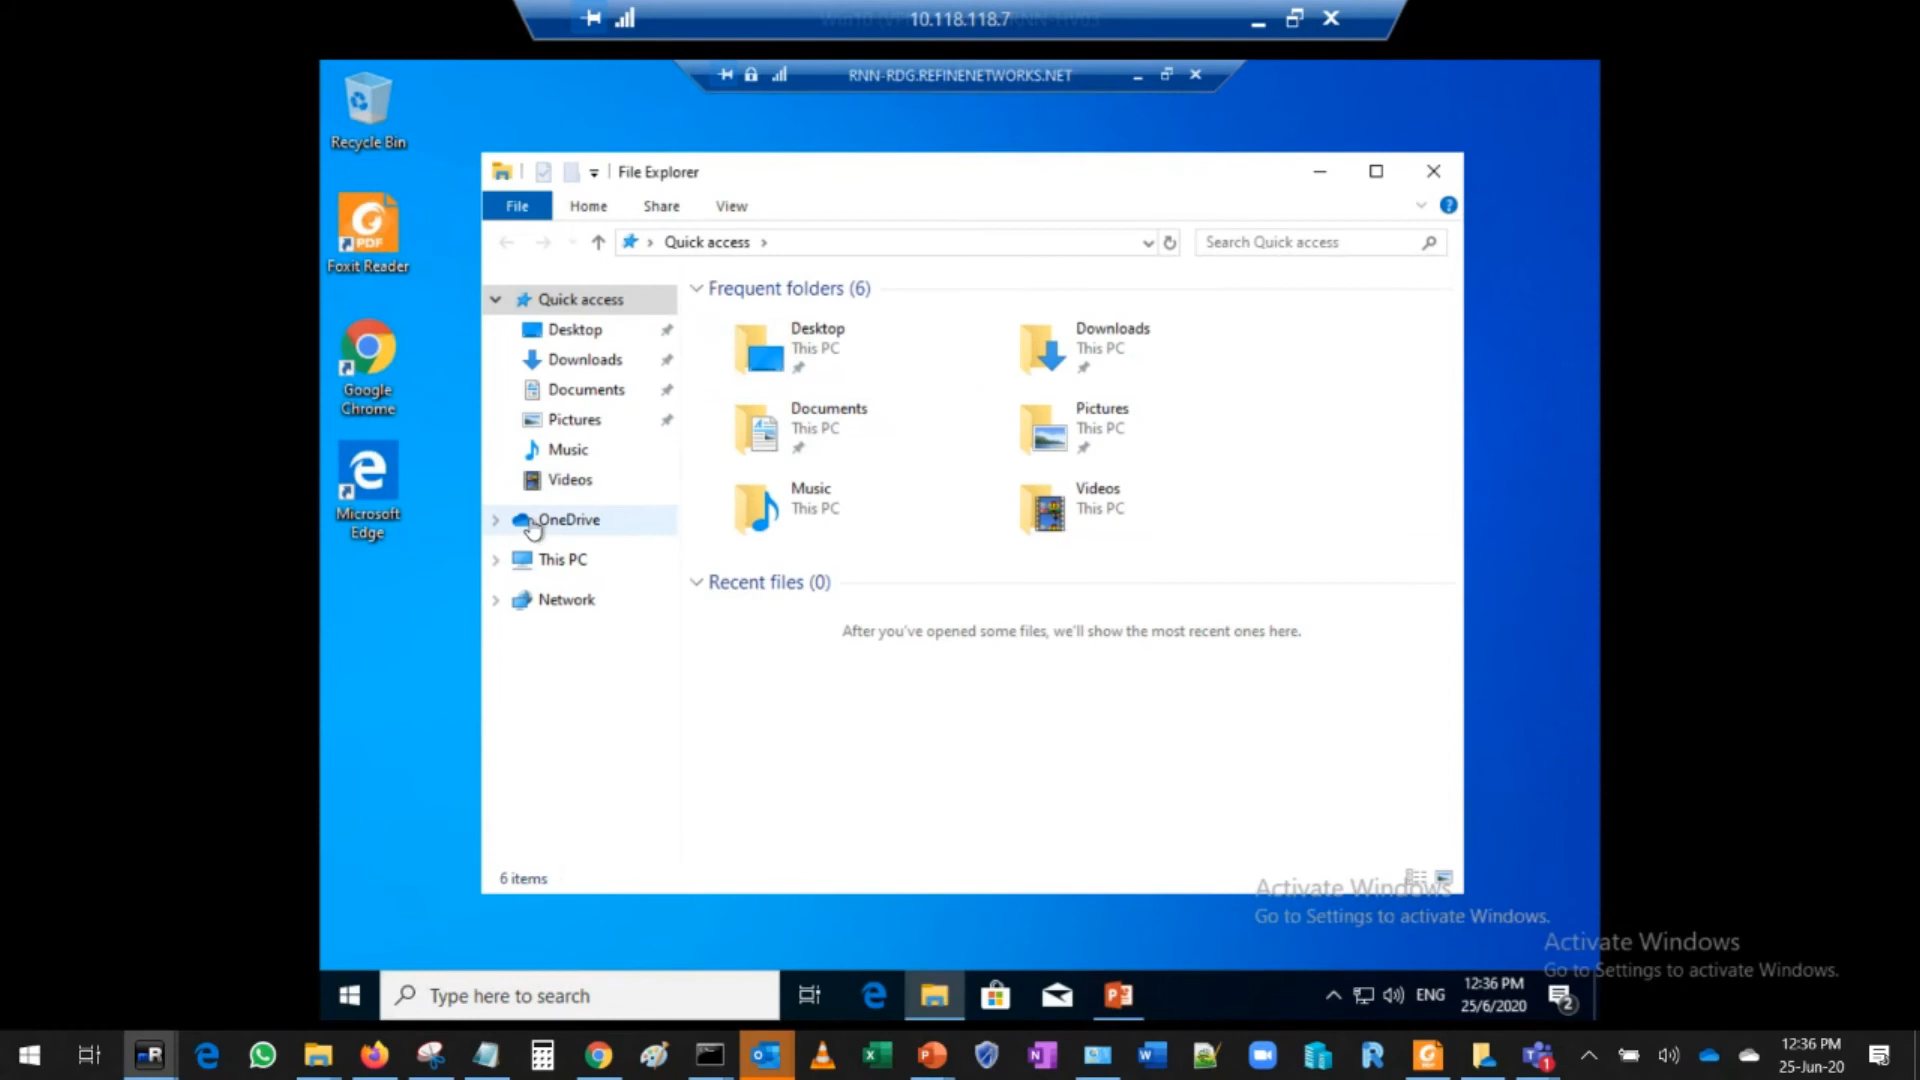 10.118.118.7
RNN-RDG.REFINENETWORKS.NET
Recycle Bin
PDF
Foxit Reader
Google
Chrome
Microsoft
Edge
File Explorer
File Home Share View
Quick access
Search Quick access
Quick access
Desktop
Downloads
Documents
Pictures
Music
Videos
OneDrive
This PC
Network
Frequent folders (6)
Desktop
This PC
Downloads
This PC
Documents
This PC
Pictures
This PC
Music
This PC
Videos
This PC
Recent files (0)
After you've opened some files, we'll show the most recent ones here.
6 items
Activate Windows
Go to Settings to activate Windows.
Activate Windows
Go to Settings to activate Windows.
Type here to search
ENG
12:36 PM
25/6/2020
2
12:36 PM
25-Jun-20